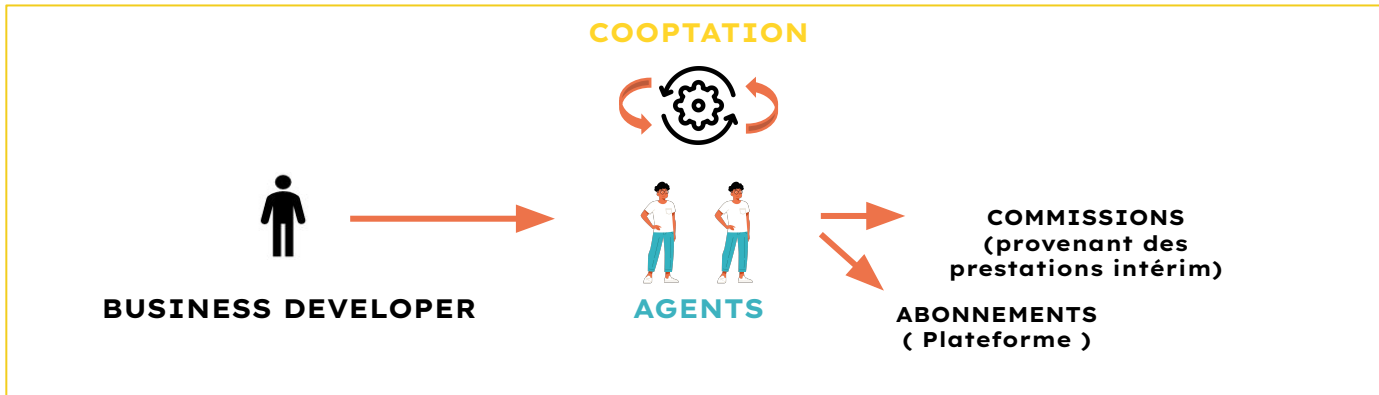 COOPTATION
BUSINESS DEVELOPER
AGENTS
COMMISSIONS
(provenant des
prestations intérim)
ABONNEMENTS
( Plateforme )